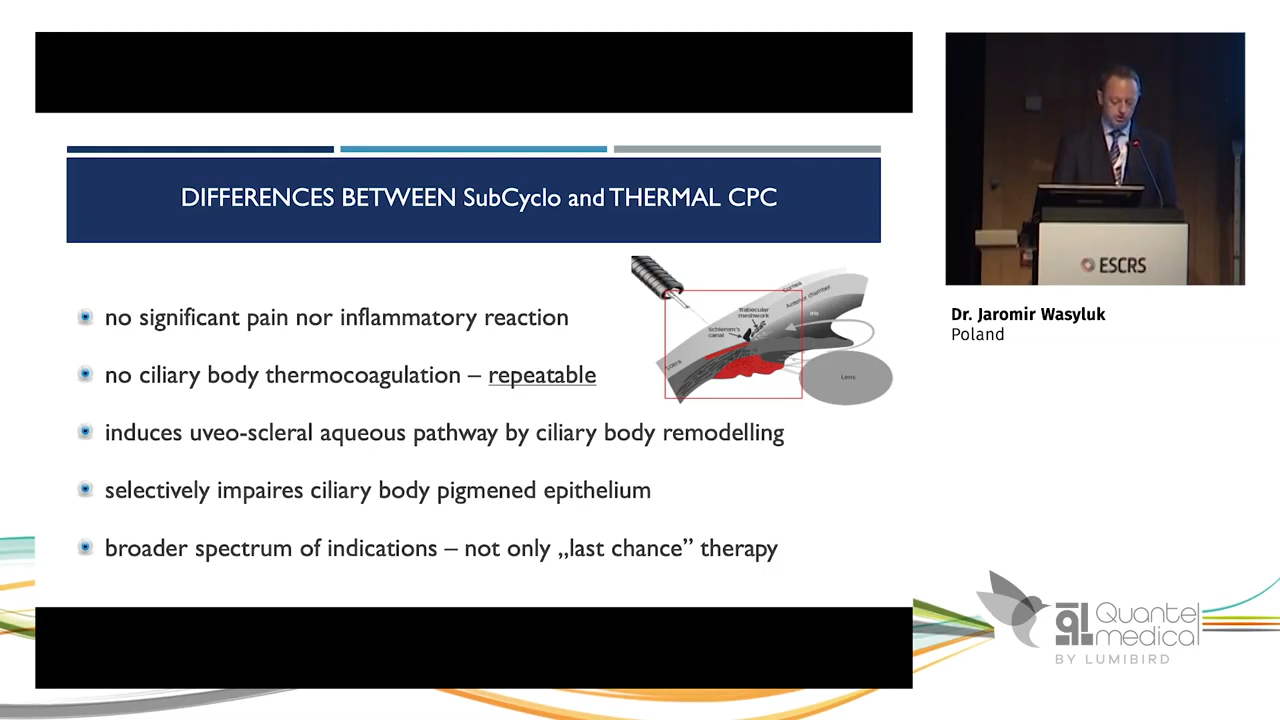 DIFFERENCES BETWEEN SubCyclo and THERMAL CPC
no significant pain nor inflammatory reaction
no ciliary body thermocoagulation – repeatable
induces uveo-scleral aqueous pathway by ciliary body remodelling
selectively impaires ciliary body pigmened epithelium
broader spectrum of indications – not only „last chance” therapy
Cornea
Anterior chamber
Trabecular
meshwork
Iris
Schlemm's
canal
Sclera
Lens
ESCRS
Dr. Jaromir Wasyluk
Poland
Quantel
medical
BY LUMIBIRD